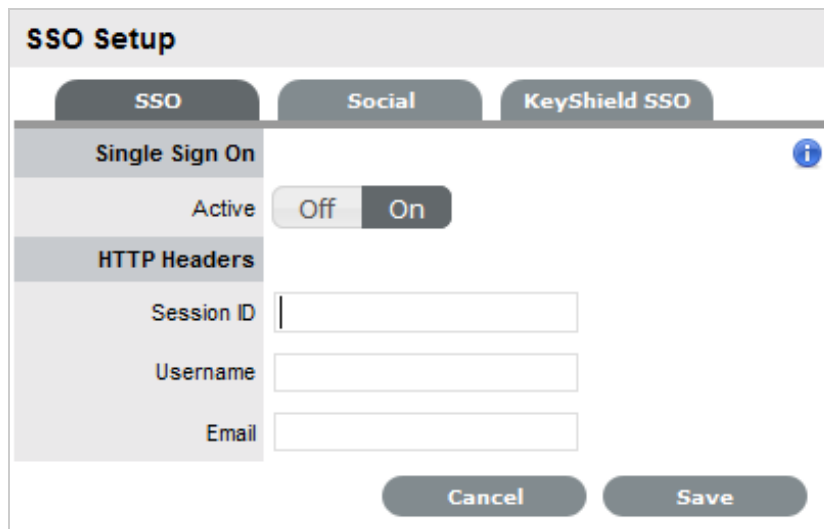 SSO Setup
SSO Social KeyShield SSO
Single Sign On
Active Off On
HTTP Headers
Session ID
Username
Email
Cancel Save